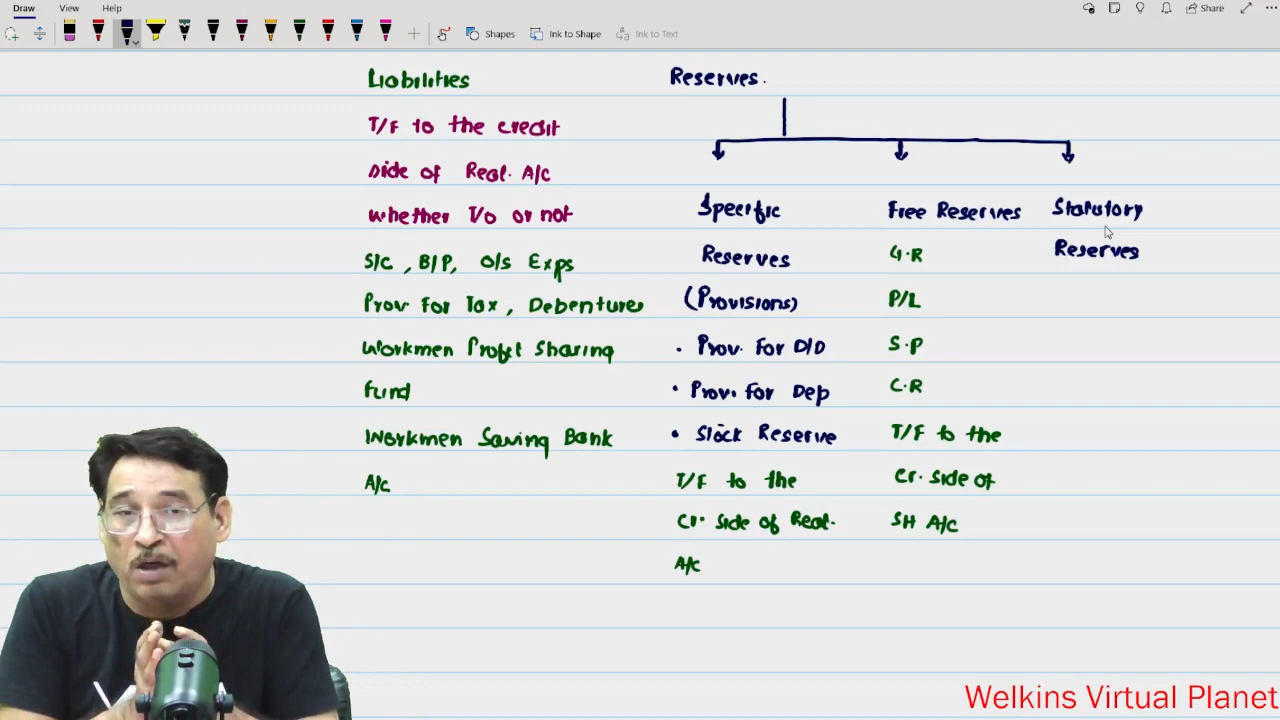 Draw View Help
Share
Shapes Ink to Shape Ink to Text
Liabilities
T/F to the credit
side of Real. A/C
whether T/o or not
S/C, B/P, O/s Exps
Prov for Tax, Debentures
Workmen Profit Sharing
Fund
Workmen Saving Bank
A/c
Reserves.
Specific
Reserves
(Provisions)
• Prov. For D/D
• Prov. For Dep
• Stock Reserve
T/F to the
Cr. side of Real.
A/c
Free Reserves
G.R
P/L
S.P
C.R
T/F to the
Cr. side of
SH A/C
Statutory
Reserves
Welkins Virtual Planet